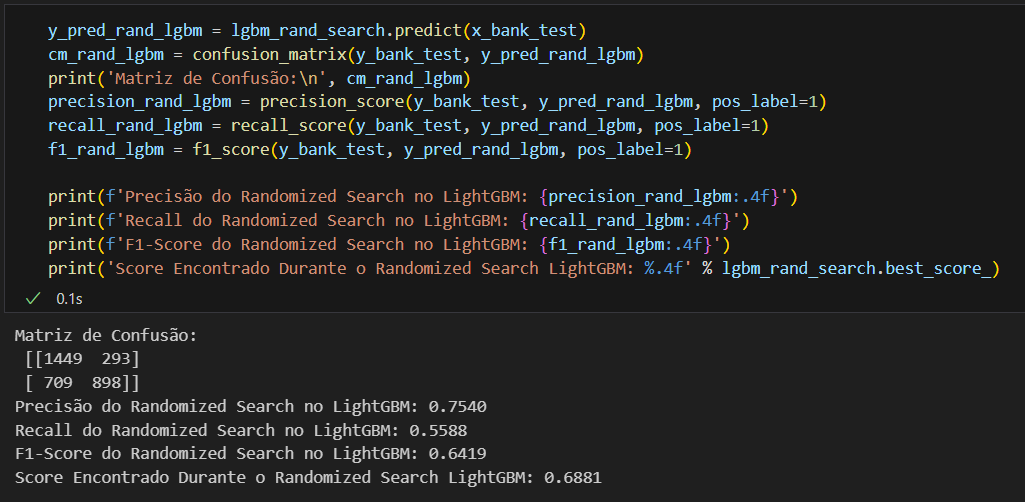 y_pred_rand_lgbm = lgbm_rand_search.predict(x_bank_test)
cm_rand_lgbm = confusion_matrix(y_bank_test, y_pred_rand_lgbm)
print('Matriz de Confusão:\n', cm_rand_lgbm)
precision_rand_lgbm = precision_score(y_bank_test, y_pred_rand_lgbm, pos_label=1)
recall_rand_lgbm = recall_score(y_bank_test, y_pred_rand_lgbm, pos_label=1)
f1_rand_lgbm = f1_score(y_bank_test, y_pred_rand_lgbm, pos_label=1)
print(f'Precisão do Randomized Search no LightGBM: {precision_rand_lgbm:.4f}')
print(f'Recall do Randomized Search no LightGBM: {recall_rand_lgbm:.4f}')
print(f'F1-Score do Randomized Search no LightGBM: {f1_rand_lgbm:.4f}')
print('Score Encontrado Durante o Randomized Search LightGBM: %.4f' % lgbm_rand_search.best_score_)
0.1s
Matriz de Confusão:
[[1449  293]
[ 709  898]]
Precisão do Randomized Search no LightGBM: 0.7540
Recall do Randomized Search no LightGBM: 0.5588
F1-Score do Randomized Search no LightGBM: 0.6419
Score Encontrado Durante o Randomized Search LightGBM: 0.6881